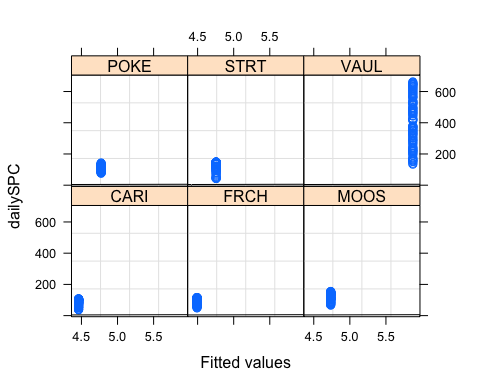 4.5 5.0 5.5
POKE STRT VAUL
600
400
200
dailySPC
CARI FRCH MOOS
600
400
200
4.5 5.0 5.5 4.5 5.0 5.5
Fitted values